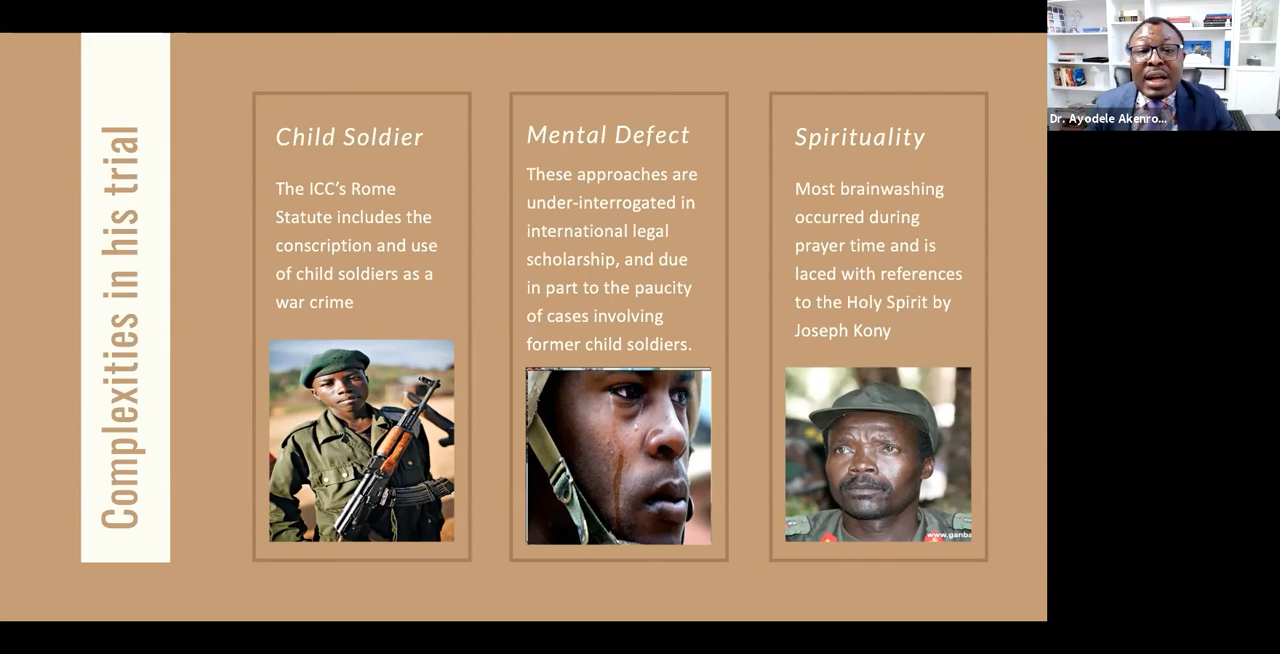 Complexities in his trial
Child Soldier
The ICC’s Rome
Statute includes the
conscription and use
of child soldiers as a
war crime
Mental Defect
These approaches are
under-interrogated in
international legal
scholarship, and due
in part to the paucity
of cases involving
former child soldiers.
Spirituality
Most brainwashing
occurred during
prayer time and is
laced with references
to the Holy Spirit by
Joseph Kony
www.ganba
Dr. Ayodele Akenro...